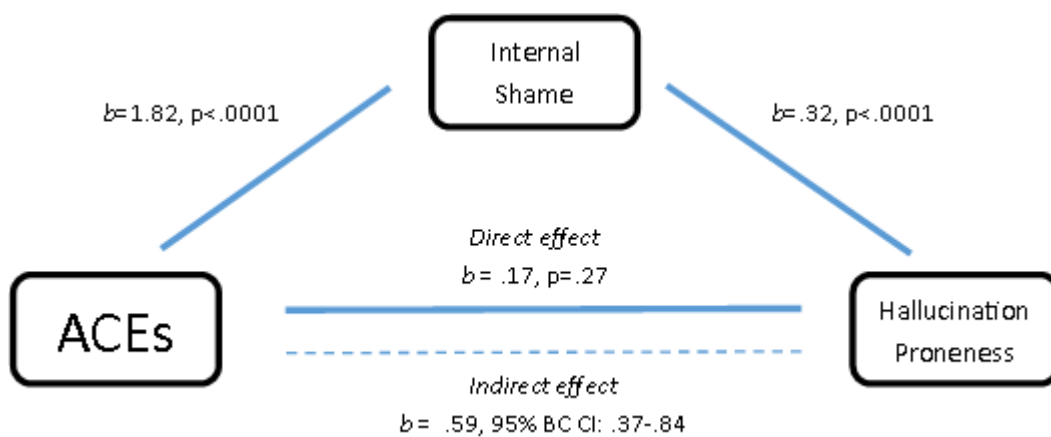 Internal
Shame
b=1.82, p<.0001
b=.32, p<.0001
Direct effect
b = .17, p=.27
ACEs
Hallucination
Proneness
Indirect effect
b = .59, 95% BC CI: .37-.84